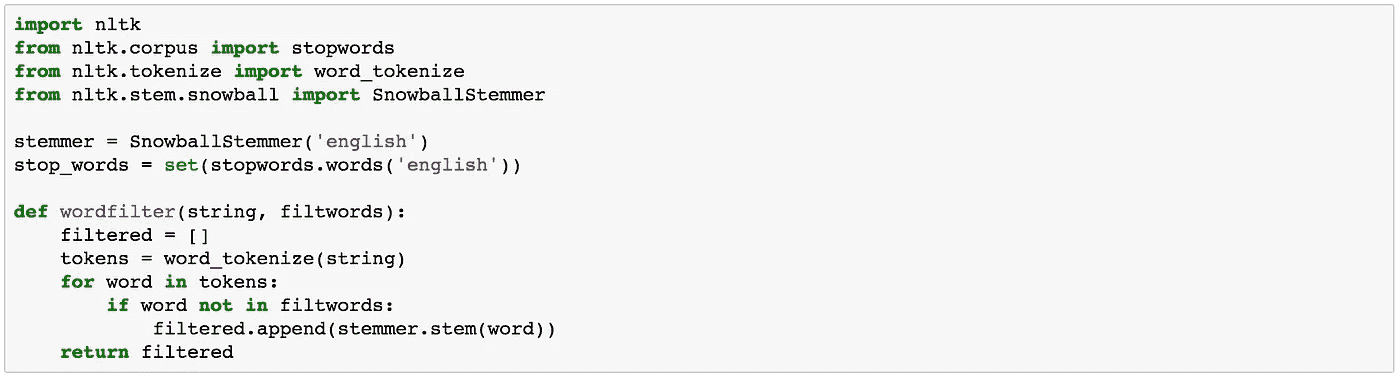 import nltk
from nltk.corpus import stopwords
from nltk.tokenize import word_tokenize
from nltk.stem.snowball import SnowballStemmer

stemmer = SnowballStemmer('english')
stop_words = set(stopwords.words('english'))

def wordfilter(string, filtwords):
    filtered = []
    tokens = word_tokenize(string)
    for word in tokens:
        if word not in filtwords:
            filtered.append(stemmer.stem(word))
    return filtered